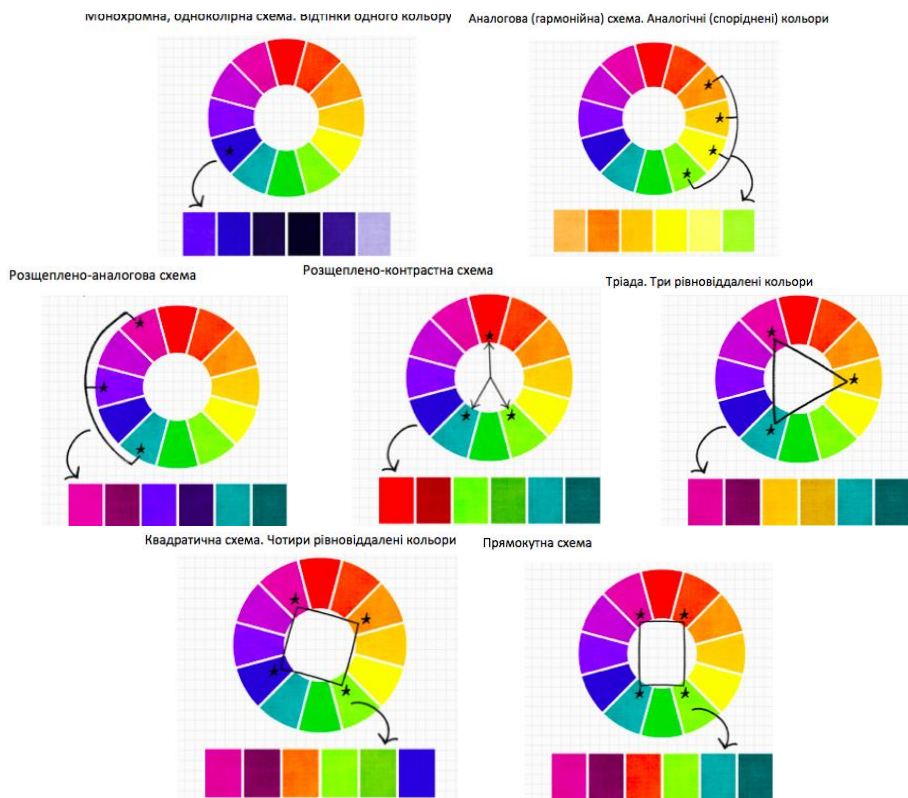 Монохромна, одноколірна схема. Відтінки одного кольору
Аналогова (гармонійна) схема. Аналогічні (споріднені) кольори
Розщеплено-аналогова схема
Розщеплено-контрастна схема
Тріада. Три рівновіддалені кольори
Квадратична схема. Чотири рівновіддалені кольори
Прямокутна схема